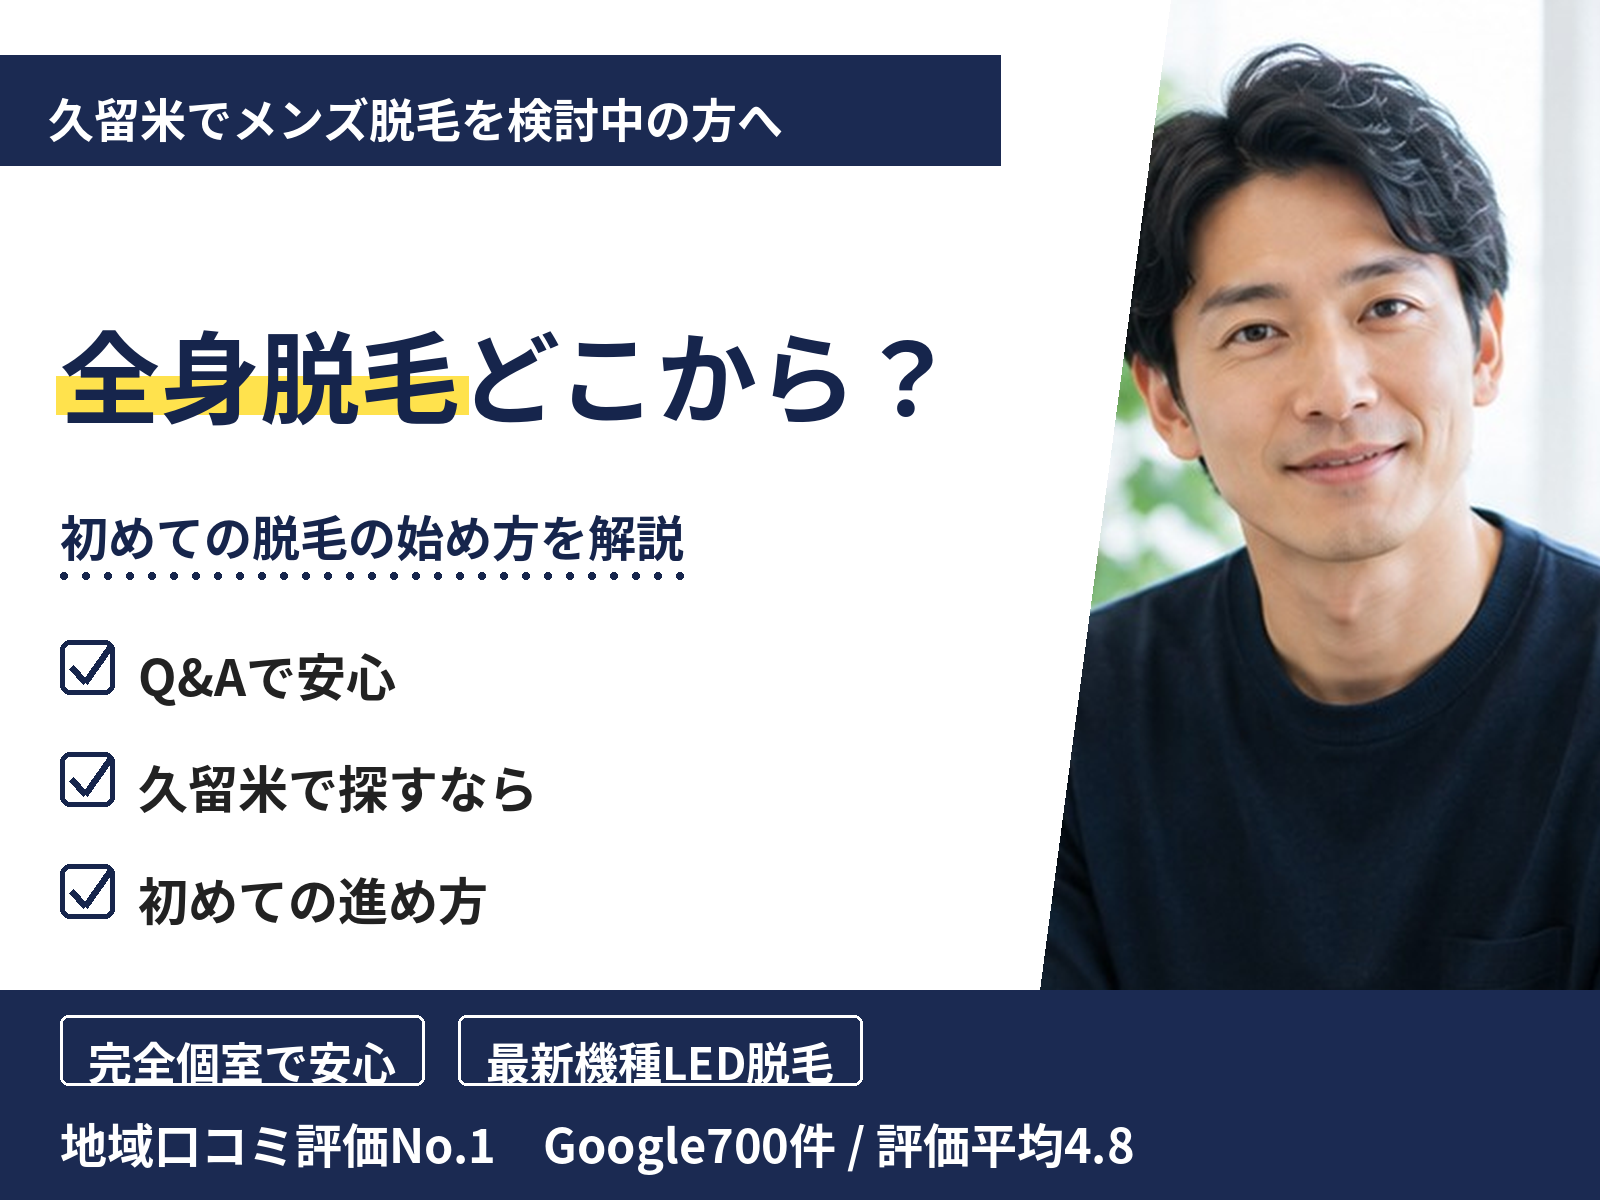 久留米でメンズ脱毛を検討中の方へ
全身脱毛どこから？
初めての脱毛の始め方を解説
Q&Aで安心
久留米で探すなら
初めての進め方
完全個室で安心 最新機種LED脱毛
地域口コミ評価No.1 Google700件 / 評価平均4.8